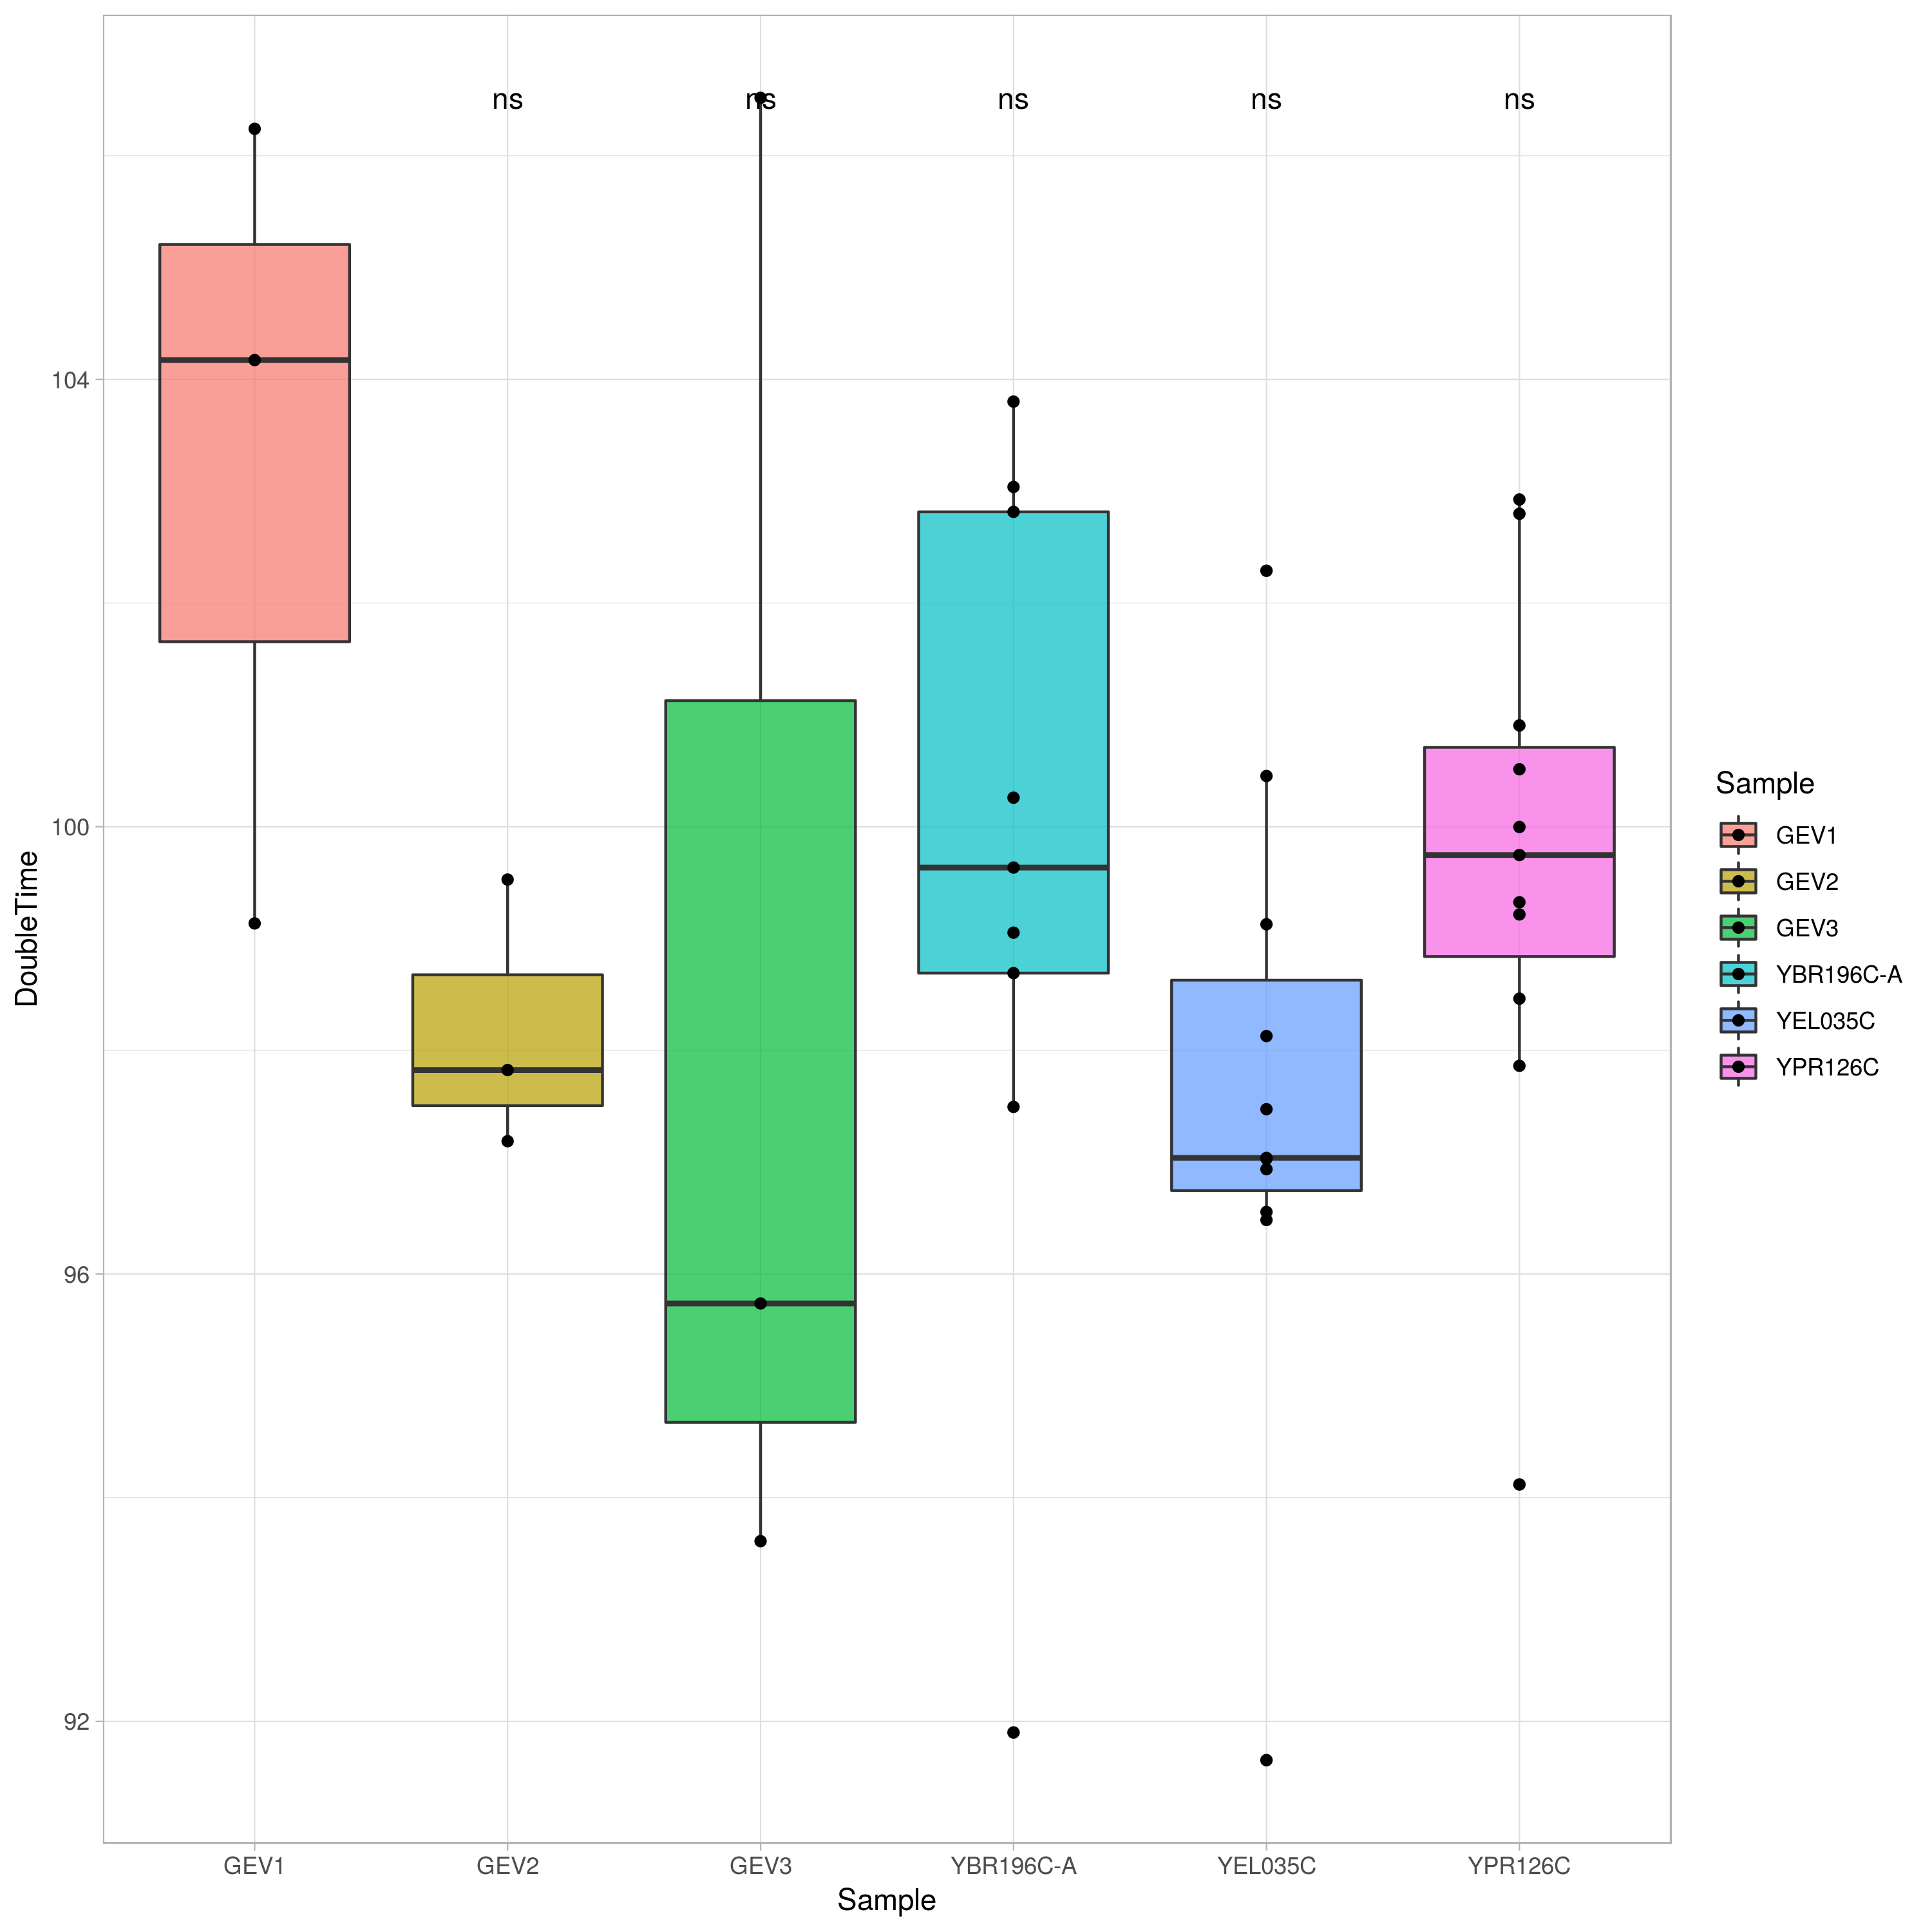 ns ns ns ns ns
104
100
96
92
DoubleTime
GEV1 GEV2 GEV3 YBR196C-A YEL035C YPR126C
Sample
Sample
GEV1
GEV2
GEV3
YBR196C-A
YEL035C
YPR126C